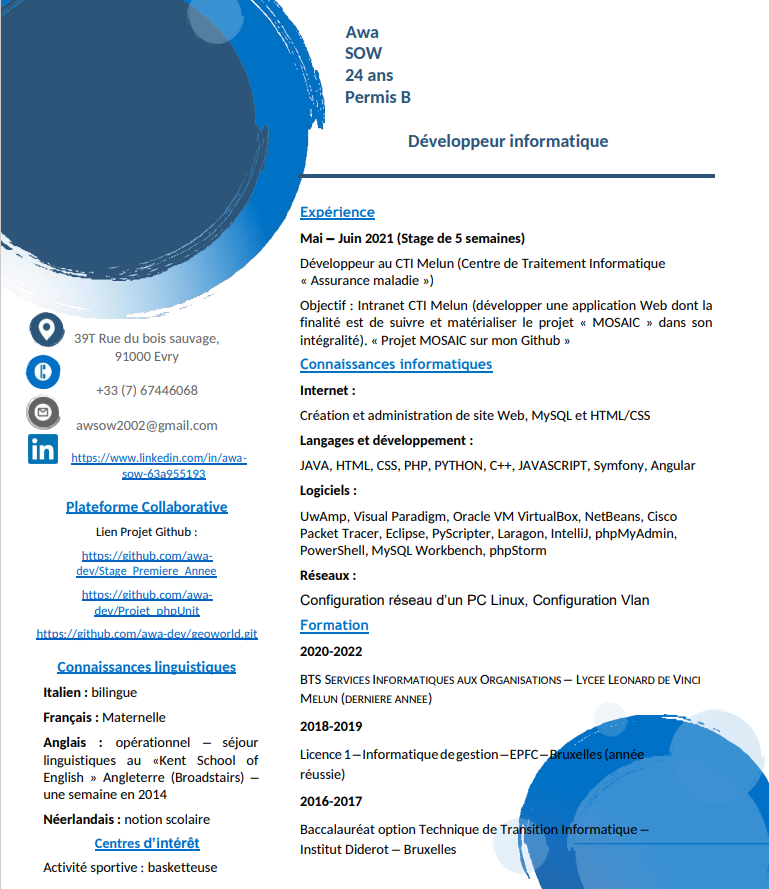 Awa
SOW
24 ans
Permis B
Développeur informatique
39T Rue du bois sauvage,
91000 Evry
+33 (7) 67446068
awsow2002@gmail.com
in
https://www.linkedin.com/in/awa-
sow-63a955193
Plateforme Collaborative
Lien Projet Github :
https://github.com/awa-
dev/Stage_Premiere_Annee
https://github.com/awa-
dev/Projet_phpUnit
https://github.com/awa-dev/geoworld.git
Connaissances linguistiques
Italien : bilingue
Français : Maternelle
Anglais : opérationnel – séjour
linguistiques au «Kent School of
English » Angleterre (Broadstairs) –
une semaine en 2014
Néerlandais : notion scolaire
Centres d'intérêt
Activité sportive : basketteuse
Expérience
Mai – Juin 2021 (Stage de 5 semaines)
Développeur au CTI Melun (Centre de Traitement Informatique
« Assurance maladie »)
Objectif : Intranet CTI Melun (développer une application Web dont la
finalité est de suivre et matérialiser le projet « MOSAIC » dans son
intégralité). « Projet MOSAIC sur mon Github »
Connaissances informatiques
Internet :
Création et administration de site Web, MySQL et HTML/CSS
Langages et développement :
JAVA, HTML, CSS, PHP, PYTHON, C++, JAVASCRIPT, Symfony, Angular
Logiciels :
UwAmp, Visual Paradigm, Oracle VM VirtualBox, NetBeans, Cisco
Packet Tracer, Eclipse, PyScripter, Laragon, IntelliJ, phpMyAdmin,
PowerShell, MySQL Workbench, phpStorm
Réseaux :
Configuration réseau d'un PC Linux, Configuration Vlan
Formation
2020-2022
BTS SERVICES INFORMATIQUES AUX ORGANISATIONS – LYCEE LEONARD DE VINCI
MELUN (DERNIERE ANNEE)
2018-2019
Licence 1 – Informatique de gestion – EPFC – Bruxelles (année
réussie)
2016-2017
Baccalauréat option Technique de Transition Informatique –
Institut Diderot – Bruxelles